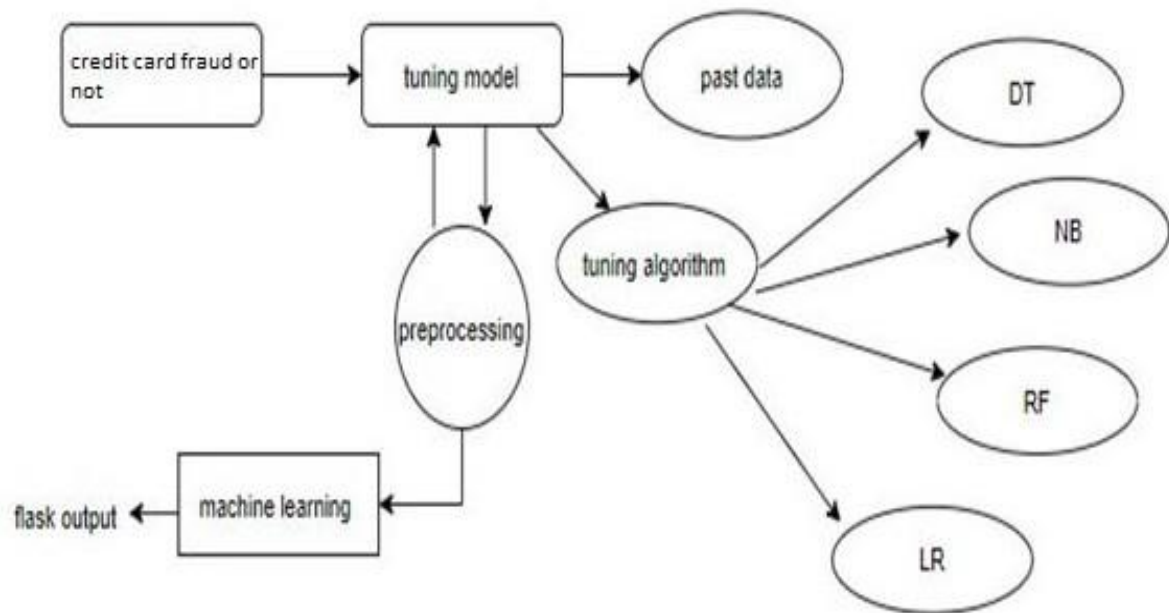 credit card fraud or
not
tuning model
past data
DT
NB
tuning algorithm
preprocessing
RF
machine learning
flask output
LR